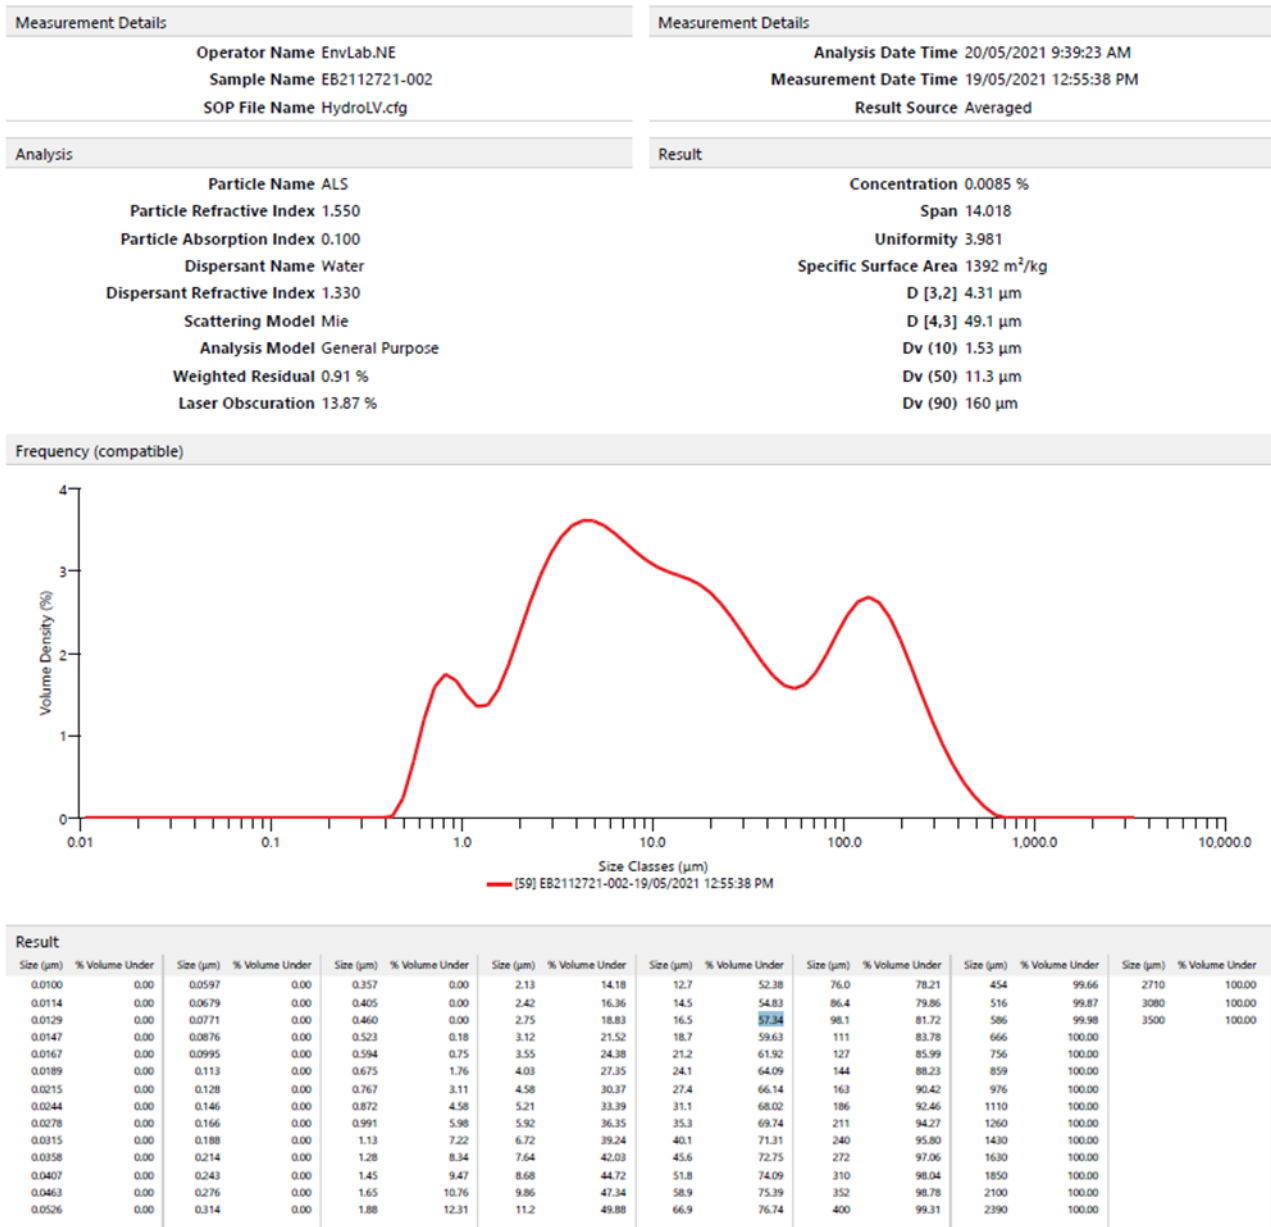 Measurement Details
Operator Name EnvLab.NE
Sample Name EB2112721-002
SOP File Name HydroLV.cfg
Measurement Details
Analysis Date Time 20/05/2021 9:39:23 AM
Measurement Date Time 19/05/2021 12:55:38 PM
Result Source Averaged
Analysis
Particle Name ALS
Particle Refractive Index 1.550
Particle Absorption Index 0.100
Dispersant Name Water
Dispersant Refractive Index 1.330
Scattering Model Mie
Analysis Model General Purpose
Weighted Residual 0.91 %
Laser Obscuration 13.87 %
Result
Concentration 0.0085 %
Span 14.018
Uniformity 3.981
Specific Surface Area 1392 m²/kg
D [3,2] 4.31 µm
D [4,3] 49.1 µm
Dv (10) 1.53 µm
Dv (50) 11.3 µm
Dv (90) 160 µm
Frequency (compatible)
Volume Density (%)
4
3
2
1
0
0.01 0.1 1.0 10.0 100.0 1,000.0 10,000.0
Size Classes (µm)
[59] EB2112721-002-19/05/2021 12:55:38 PM
Result
Size (µm) % Volume Under Size (µm) % Volume Under Size (µm) % Volume Under Size (µm) % Volume Under Size (µm) % Volume Under Size (µm) % Volume Under Size (µm) % Volume Under Size (µm) % Volume Under
0.0100 0.00 0.0597 0.00 0.357 0.00 2.13 14.18 12.7 52.38 76.0 78.21 454 99.66 2710 100.00
0.0114 0.00 0.0679 0.00 0.405 0.00 2.42 16.36 14.5 54.83 86.4 79.86 516 99.87 3080 100.00
0.0129 0.00 0.0771 0.00 0.460 0.00 2.75 18.83 16.5 57.34 98.1 81.72 586 99.98 3500 100.00
0.0147 0.00 0.0876 0.00 0.523 0.18 3.12 21.52 18.7 59.63 111 83.78 666 100.00
0.0167 0.00 0.0995 0.00 0.594 0.75 3.55 24.38 21.2 61.92 127 85.99 756 100.00
0.0189 0.00 0.113 0.00 0.675 1.76 4.03 27.35 24.1 64.09 144 88.23 859 100.00
0.0215 0.00 0.128 0.00 0.767 3.11 4.58 30.37 27.4 66.14 163 90.42 976 100.00
0.0244 0.00 0.146 0.00 0.872 4.58 5.21 33.39 31.1 68.02 186 92.46 1110 100.00
0.0278 0.00 0.166 0.00 0.991 5.98 5.92 36.35 35.3 69.74 211 94.27 1260 100.00
0.0315 0.00 0.188 0.00 1.13 7.22 6.72 39.24 40.1 71.31 240 95.80 1430 100.00
0.0358 0.00 0.214 0.00 1.28 8.34 7.64 42.03 45.6 72.75 272 97.06 1630 100.00
0.0407 0.00 0.243 0.00 1.45 9.47 8.68 44.72 51.8 74.09 310 98.04 1850 100.00
0.0463 0.00 0.276 0.00 1.65 10.76 9.86 47.34 58.9 75.39 352 98.78 2100 100.00
0.0526 0.00 0.314 0.00 1.88 12.31 11.2 49.88 66.9 76.74 400 99.31 2390 100.00